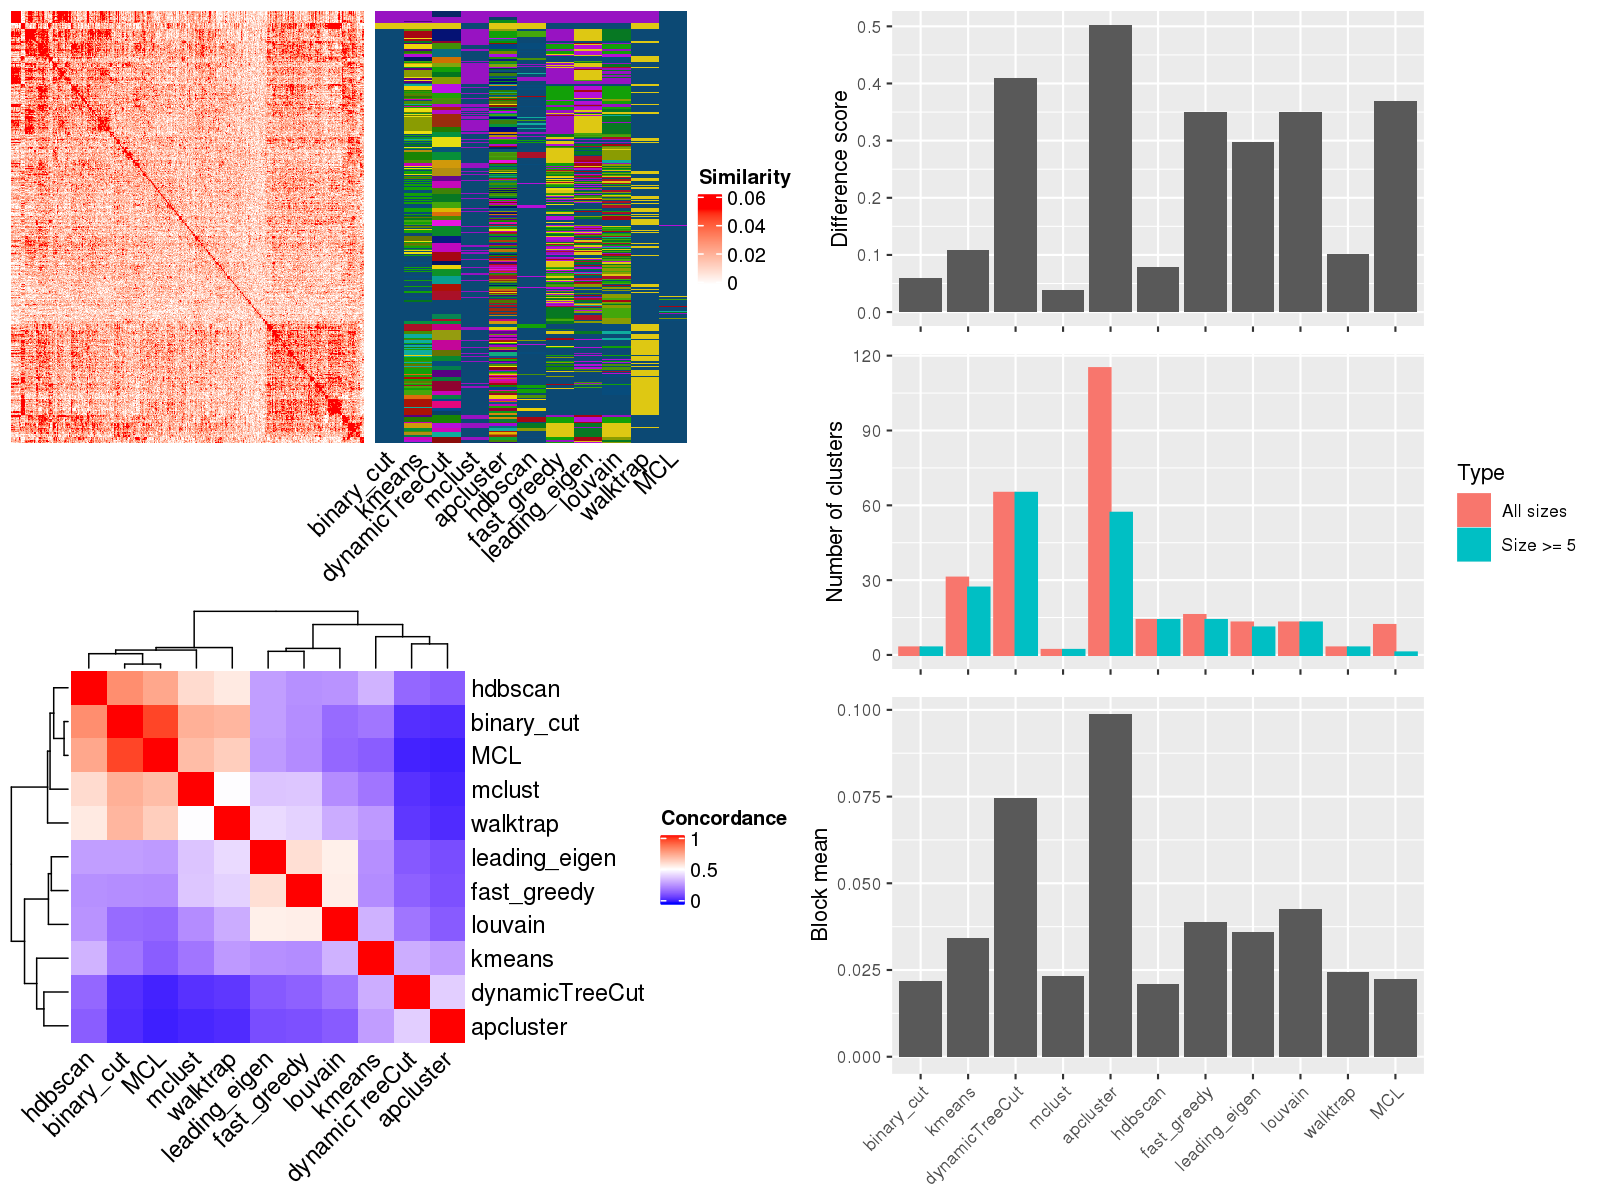 Similarity
0.06
0.04
0.02
0
binary_cut
kmeans
dynamicTreeCut
mclust
apcluster
hdbscan
fast_greedy
leading_eigen
louvain
walktrap
MCL
hdbscan
binary_cut
MCL
mclust
walktrap
leading_eigen
fast_greedy
louvain
kmeans
dynamicTreeCut
apcluster
hdbscan
binary_cut
MCL
mclust
walktrap
leading_eigen
fast_greedy
louvain
kmeans
dynamicTreeCut
apcluster
Concordance
1
0.5
0
Difference score
0.5
0.4
0.3
0.2
0.1
0.0
Number of clusters
120
90
60
30
0
Type
All sizes
Size >= 5
Block mean
0.100
0.075
0.050
0.025
0.000
binary_cut
kmeans
dynamicTreeCut
mclust
apcluster
hdbscan
fast_greedy
leading_eigen
louvain
walktrap
MCL